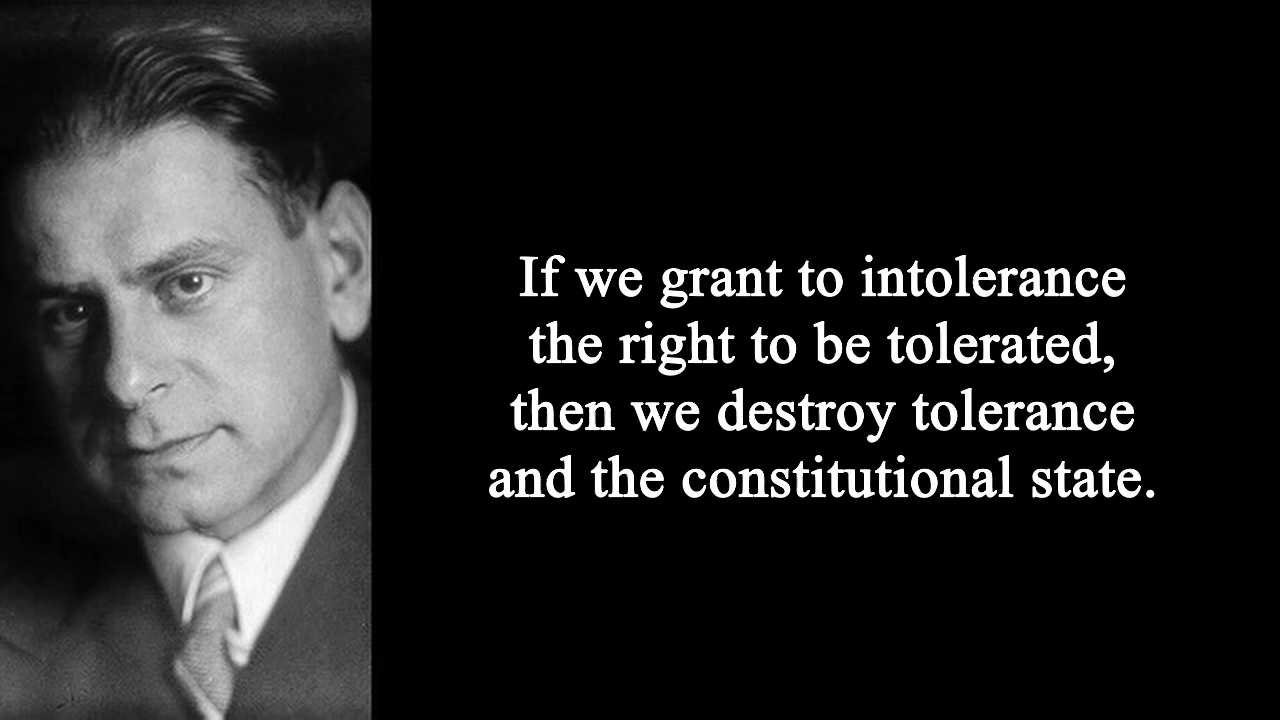 If we grant to intolerance
the right to be tolerated,
then we destroy tolerance
and the constitutional state.